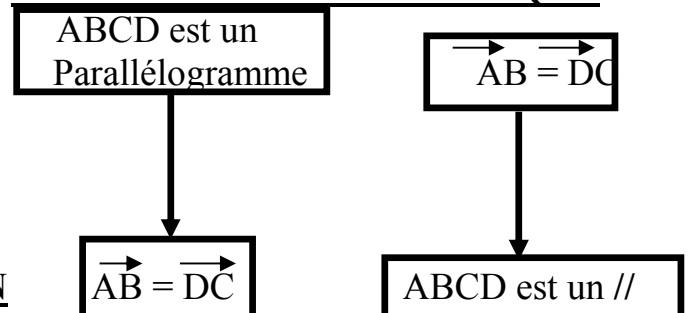 ABCD est un
Parallélogramme
AB = DC
AB = DC
ABCD est un //